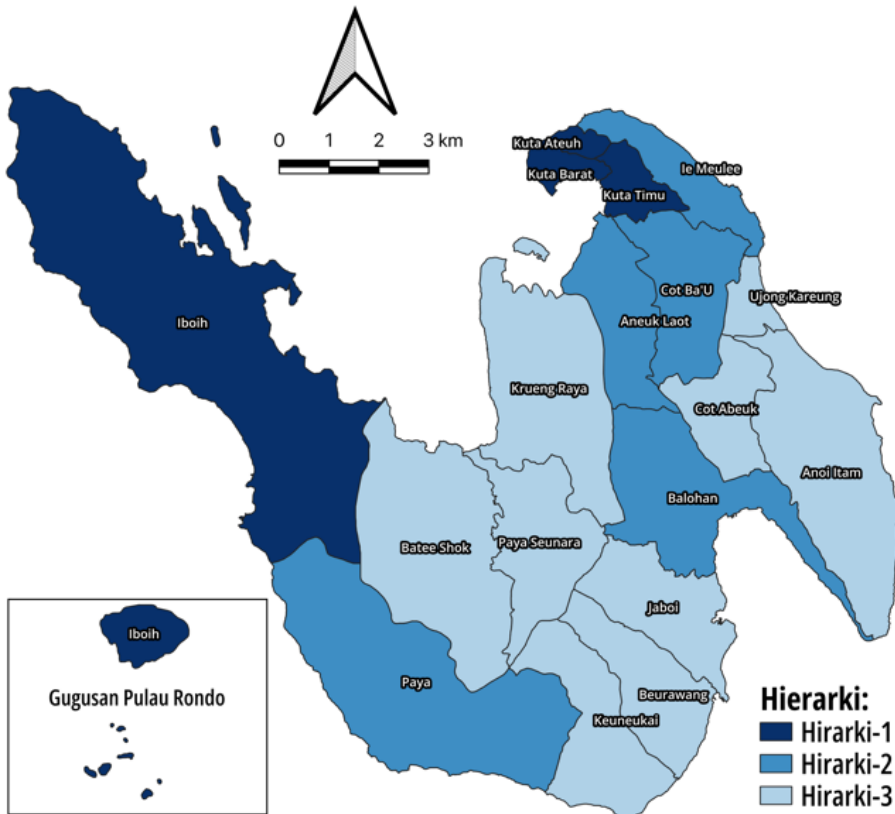 0 1 2 3 km
Kuta Ateuh
Kuta Barat
Ie Meulee
Kuta Timu
Cot Ba'U
Ujong Kareung
Iboih
Aneuk Laot
Krueng Raya
Cot Abeuk
Anoi Itam
Balohan
Batee Shok
Paya Seunara
Jaboi
Iboih
Paya
Beurawang
Gugusan Pulau Rondo
Keuneukai
Hierarki:
Hirarki-1
Hirarki-2
Hirarki-3